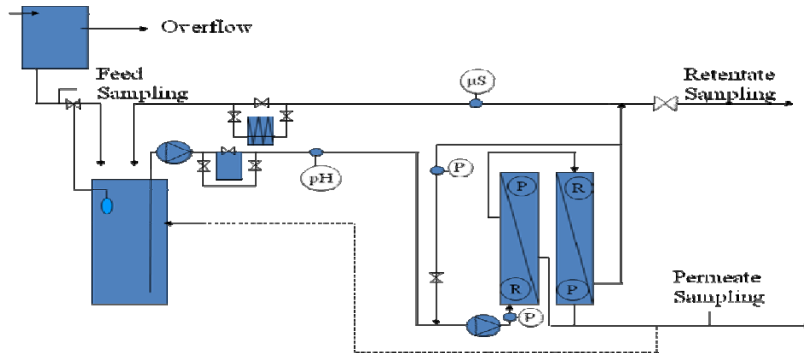 Overflow
Feed
Sampling
µS
Retentate
Sampling
pH
P
P
R
R
P
P
Permeate
Sampling